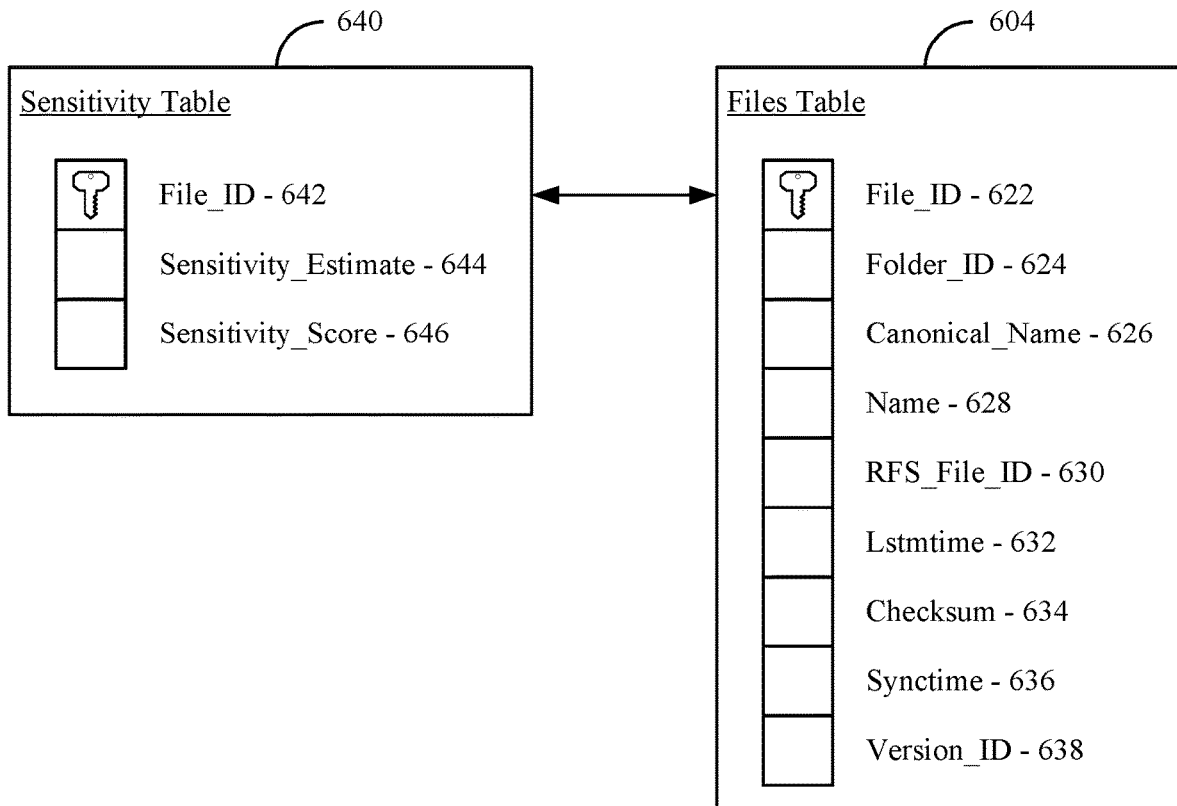 640
Sensitivity Table
File_ID - 642
Sensitivity_Estimate - 644
Sensitivity_Score - 646
604
Files Table
File_ID - 622
Folder_ID - 624
Canonical_Name - 626
Name - 628
RFS_File_ID - 630
Lstmtime - 632
Checksum - 634
Synctime - 636
Version_ID - 638